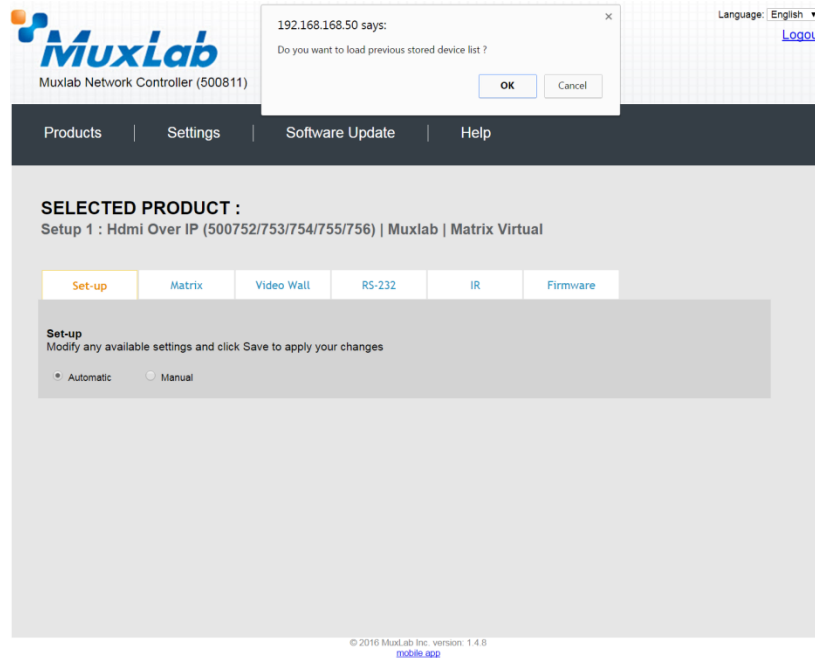 192.168.168.50 says:
Do you want to load previous stored device list ?
OK
Cancel
Language: English
Logou
MuxLab
Muxlab Network Controller (500811)
Products | Settings | Software Update | Help
SELECTED PRODUCT :
Setup 1 : Hdmi Over IP (500752/753/754/755/756) | Muxlab | Matrix Virtual
Set-up Matrix Video Wall RS-232 IR Firmware
Set-up
Modify any available settings and click Save to apply your changes
Automatic Manual
© 2016 MuxLab Inc. version: 1.4.8
mobile app